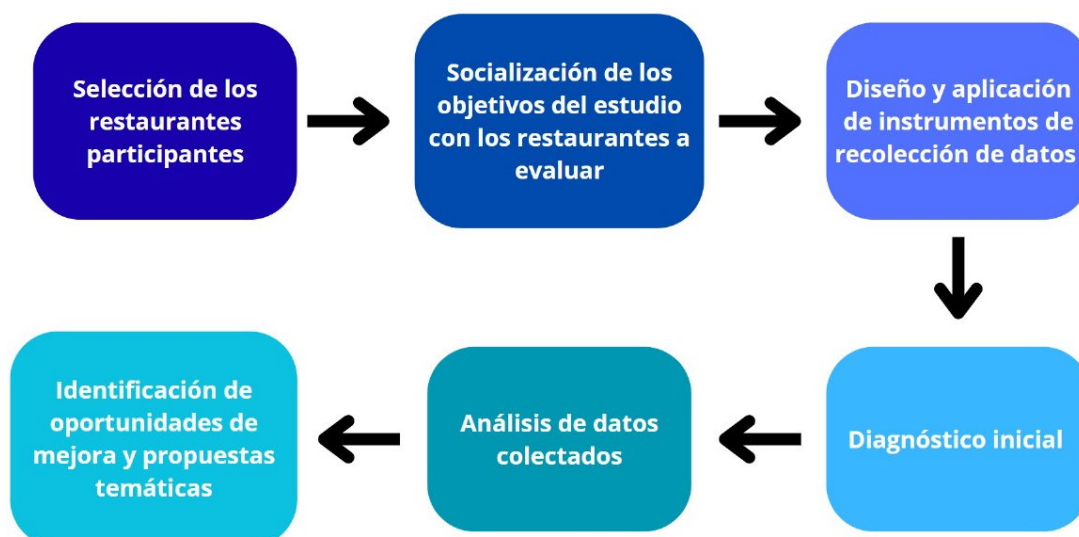 Selección de los
restaurantes
participantes
Socialización de los
objetivos del estudio
con los restaurantes a
evaluar
Diseño y aplicación
de instrumentos de
recolección de datos
Diagnóstico inicial
Análisis de datos
colectados
Identificación de
oportunidades de
mejora y propuestas
temáticas